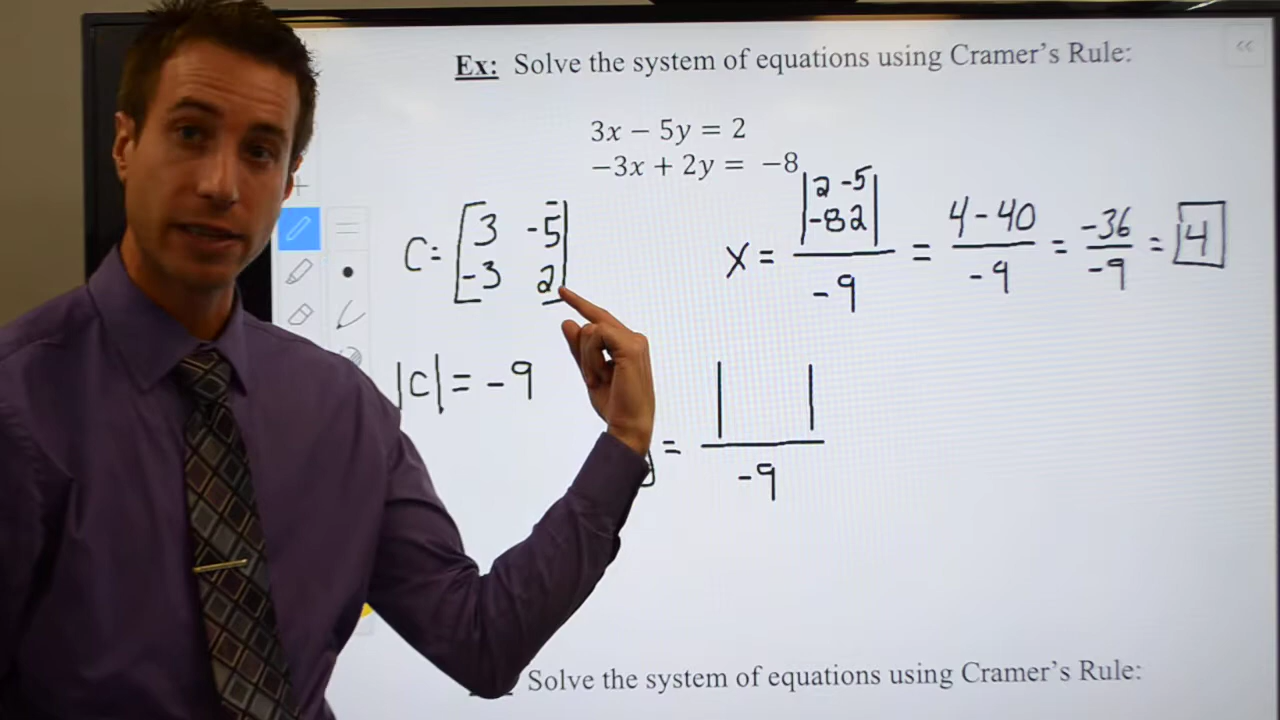 Ex: Solve the system of equations using Cramer's Rule:
3x − 5y = 2
−3x + 2y = −8
C = [3 -5
-3 2]
|C| = -9
x = |2 -5
-8 2| / -9 = 4-40 / -9 = -36 / -9 = 4
= | | / -9
Solve the system of equations using Cramer's Rule: